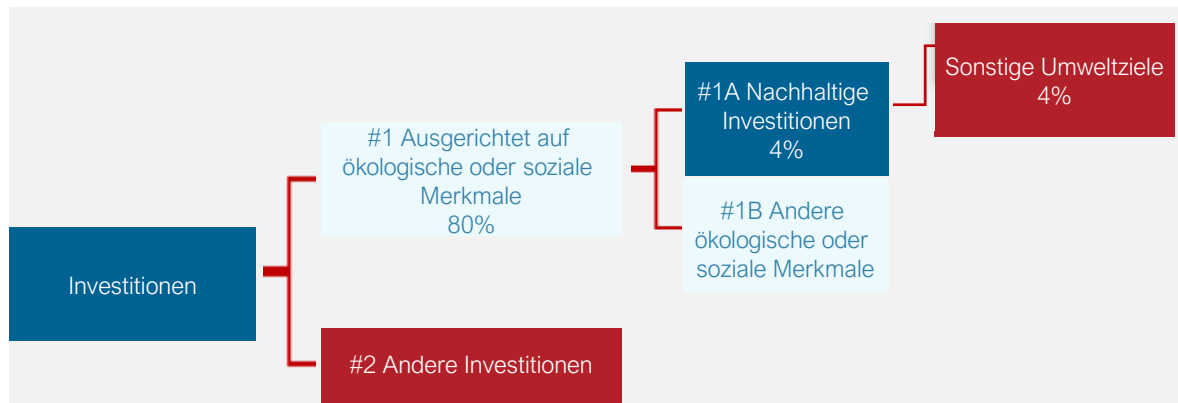 Investitionen
#1 Ausgerichtet auf
ökologische oder soziale
Merkmale
80%
#2 Andere Investitionen
#1A Nachhaltige
Investitionen
4%
#1B Andere
ökologische oder
soziale Merkmale
Sonstige Umweltziele
4%